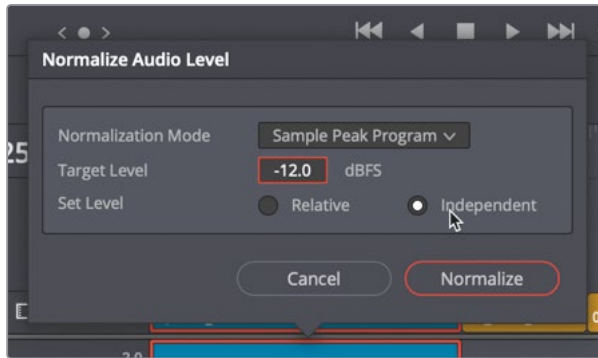 Normalize Audio Level
Normalization Mode Sample Peak Program
25
Target Level -12.0 dBFS
Set Level Relative Independent
Cancel Normalize